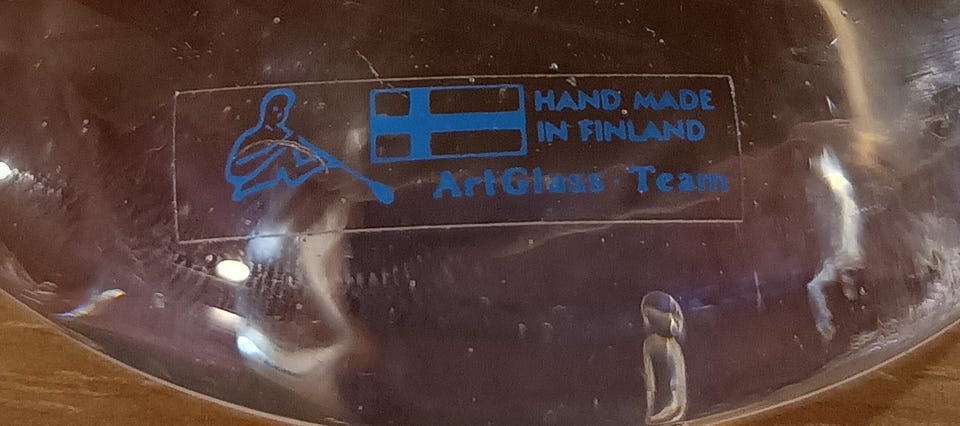 HAND MADE
IN FINLAND
ArtGlass - Team